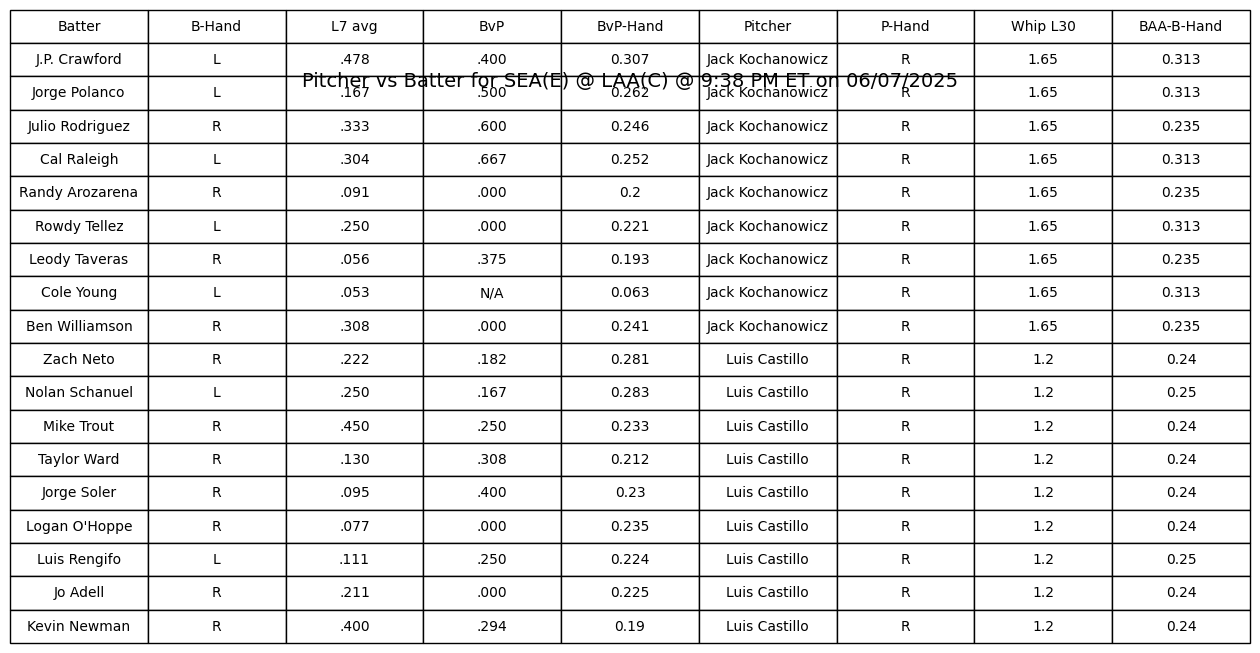 Batter B-Hand L7 avg BvP BvP-Hand Pitcher P-Hand Whip L30 BAA-B-Hand
J.P. Crawford L .478 .400 0.307 Jack Kochanowicz R 1.65 0.313
Pitcher vs Batter for SEA(E) @ LAA(C) @ 9:38 PM ET on 06/07/2025
Jorge Polanco L .167 .500 0.262 Jack Kochanowicz R 1.65 0.313
Julio Rodriguez R .333 .600 0.246 Jack Kochanowicz R 1.65 0.235
Cal Raleigh L .304 .667 0.252 Jack Kochanowicz R 1.65 0.313
Randy Arozarena R .091 .000 0.2 Jack Kochanowicz R 1.65 0.235
Rowdy Tellez L .250 .000 0.221 Jack Kochanowicz R 1.65 0.313
Leody Taveras R .056 .375 0.193 Jack Kochanowicz R 1.65 0.235
Cole Young L .053 N/A 0.063 Jack Kochanowicz R 1.65 0.313
Ben Williamson R .308 .000 0.241 Jack Kochanowicz R 1.65 0.235
Zach Neto R .222 .182 0.281 Luis Castillo R 1.2 0.24
Nolan Schanuel L .250 .167 0.283 Luis Castillo R 1.2 0.25
Mike Trout R .450 .250 0.233 Luis Castillo R 1.2 0.24
Taylor Ward R .130 .308 0.212 Luis Castillo R 1.2 0.24
Jorge Soler R .095 .400 0.23 Luis Castillo R 1.2 0.24
Logan O'Hoppe R .077 .000 0.235 Luis Castillo R 1.2 0.24
Luis Rengifo L .111 .250 0.224 Luis Castillo R 1.2 0.25
Jo Adell R .211 .000 0.225 Luis Castillo R 1.2 0.24
Kevin Newman R .400 .294 0.19 Luis Castillo R 1.2 0.24